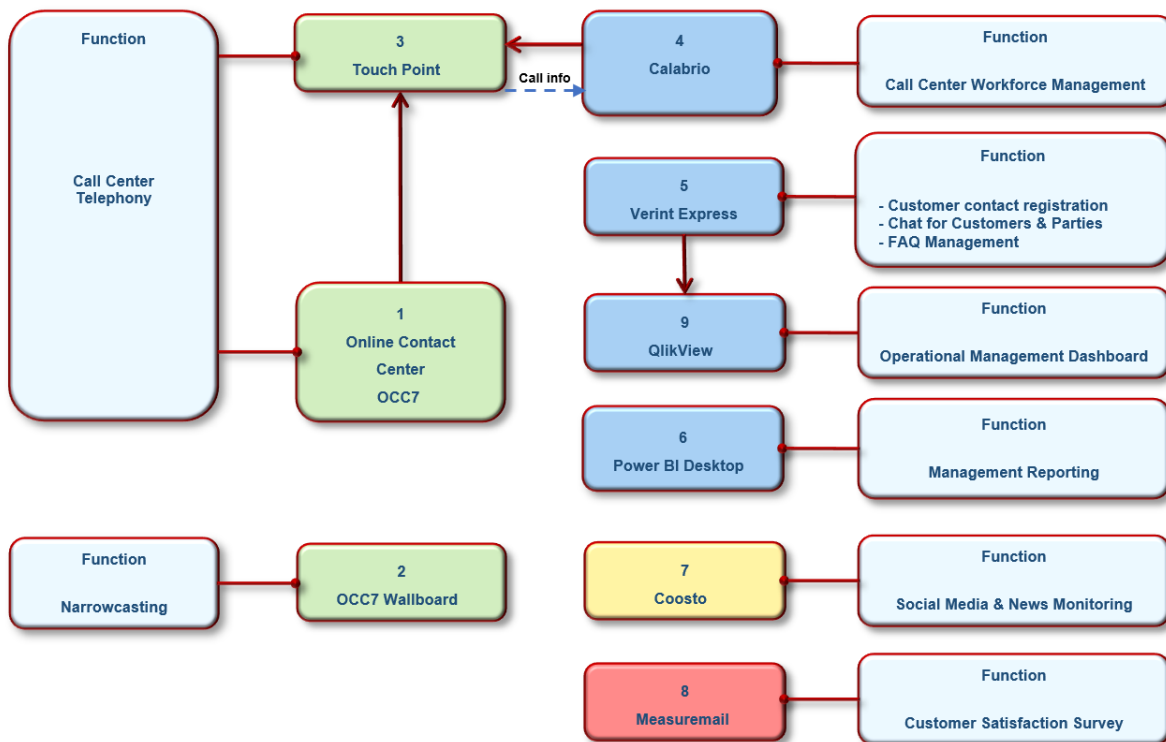 Function
Call Center
Telephony
3
Touch Point
Call info
4
Calabrio
Function
Call Center Workforce Management
5
Verint Express
Function
- Customer contact registration
- Chat for Customers & Parties
- FAQ Management
1
Online Contact
Center
OCC7
9
QlikView
Function
Operational Management Dashboard
6
Power BI Desktop
Function
Management Reporting
Function
Narrowcasting
2
OCC7 Wallboard
7
Coosto
Function
Social Media & News Monitoring
8
Measuremail
Function
Customer Satisfaction Survey